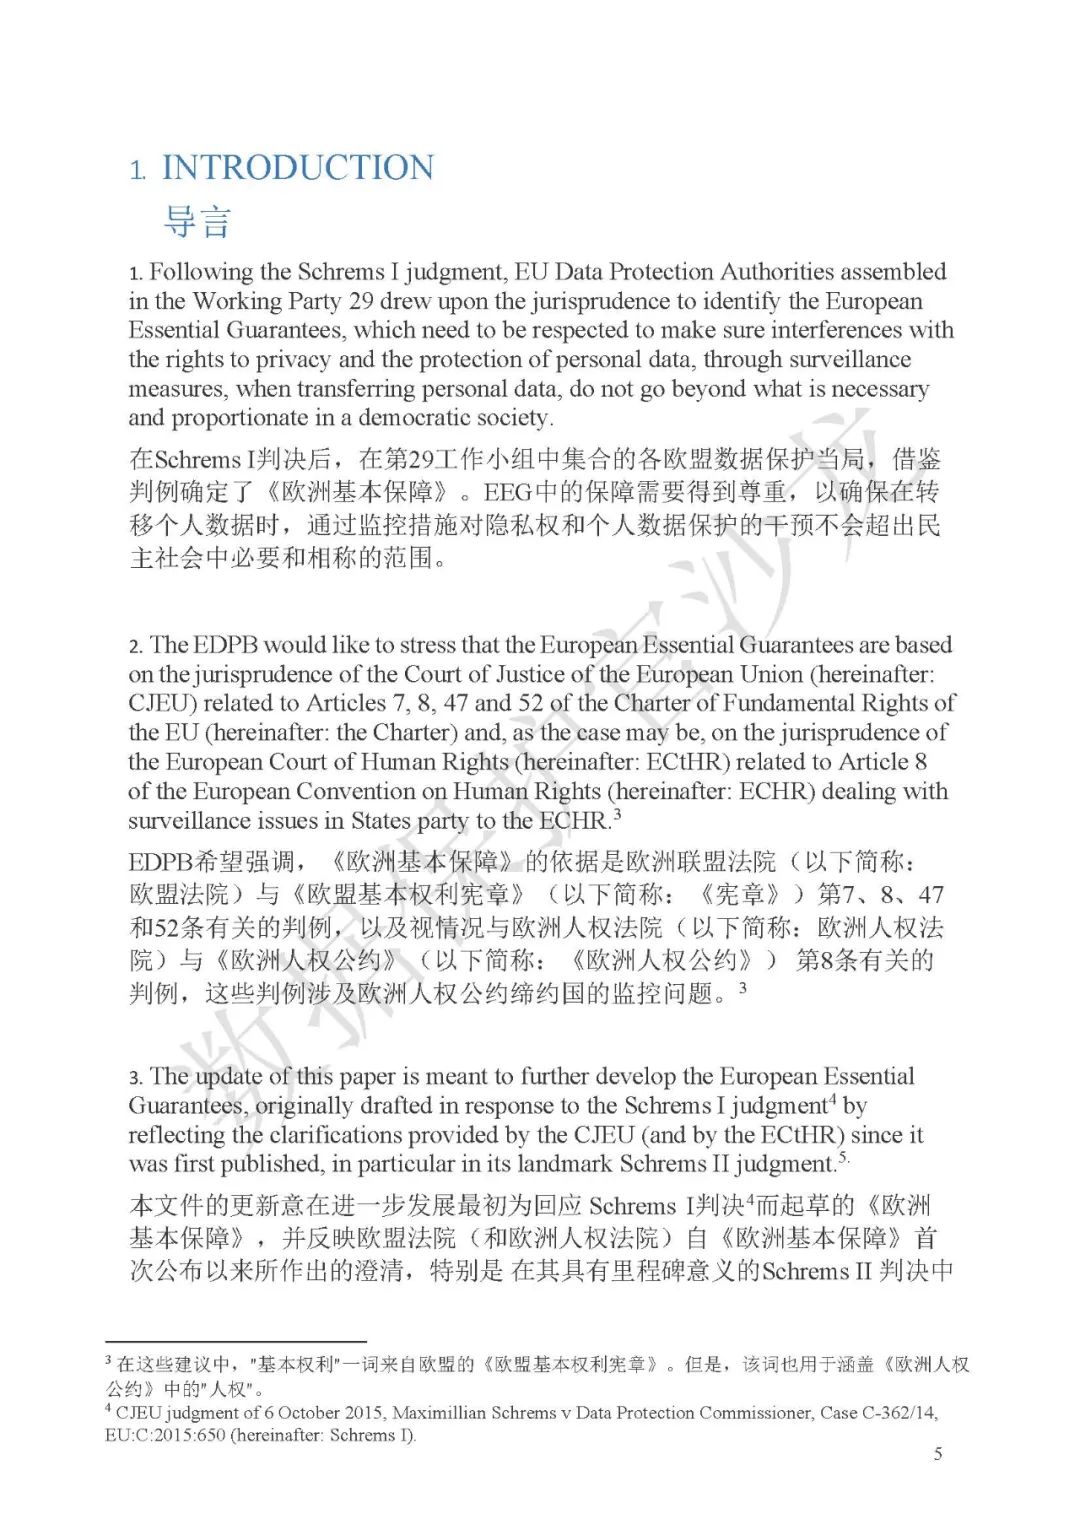 1. INTRODUCTION
导言
1. Following the Schrems I judgment, EU Data Protection Authorities assembled
in the Working Party 29 drew upon the jurisprudence to identify the European
Essential Guarantees, which need to be respected to make sure interferences with
the rights to privacy and the protection of personal data, through surveillance
measures, when transferring personal data, do not go beyond what is necessary
and proportionate in a democratic society.
在Schrems I判决后，在第29工作小组中集合的各欧盟数据保护当局，借鉴
判例确定了《欧洲基本保障》。EEG中的保障需要得到尊重，以确保在转
移个人数据时，通过监控措施对隐私权和个人数据保护的干预不会超出民
主社会中必要和相称的范围。
2. The EDPB would like to stress that the European Essential Guarantees are based
on the jurisprudence of the Court of Justice of the European Union (hereinafter:
CJEU) related to Articles 7, 8, 47 and 52 of the Charter of Fundamental Rights of
the EU (hereinafter: the Charter) and, as the case may be, on the jurisprudence of
the European Court of Human Rights (hereinafter: ECtHR) related to Article 8
of the European Convention on Human Rights (hereinafter: ECHR) dealing with
surveillance issues in States party to the ECHR.3
EDPB希望强调，《欧洲基本保障》的依据是欧洲联盟法院（以下简称：
欧盟法院）与《欧盟基本权利宪章》（以下简称：《宪章》）第7、8、47
和52条有关的判例，以及视情况与欧洲人权法院（以下简称：欧洲人权法
院）与《欧洲人权公约》（以下简称：《欧洲人权公约》） 第8条有关的
判例，这些判例涉及欧洲人权公约缔约国的监控问题。3
3. The update of this paper is meant to further develop the European Essential
Guarantees, originally drafted in response to the Schrems I judgment4 by
reflecting the clarifications provided by the CJEU (and by the ECtHR) since it
was first published, in particular in its landmark Schrems II judgment.5.
本文件的更新意在进一步发展最初为回应 Schrems I判决4而起草的《欧洲
基本保障》，并反映欧盟法院（和欧洲人权法院）自《欧洲基本保障》首
次公布以来所作出的澄清，特别是 在其具有里程碑意义的Schrems II 判决中
3 在这些建议中，"基本权利"一词来自欧盟的《欧盟基本权利宪章》。但是，该词也用于涵盖《欧洲人权
公约》中的"人权"。
4 CJEU judgment of 6 October 2015, Maximillian Schrems v Data Protection Commissioner, Case C-362/14,
EU:C:2015:650 (hereinafter: Schrems I).
5
数据保护官沙龙